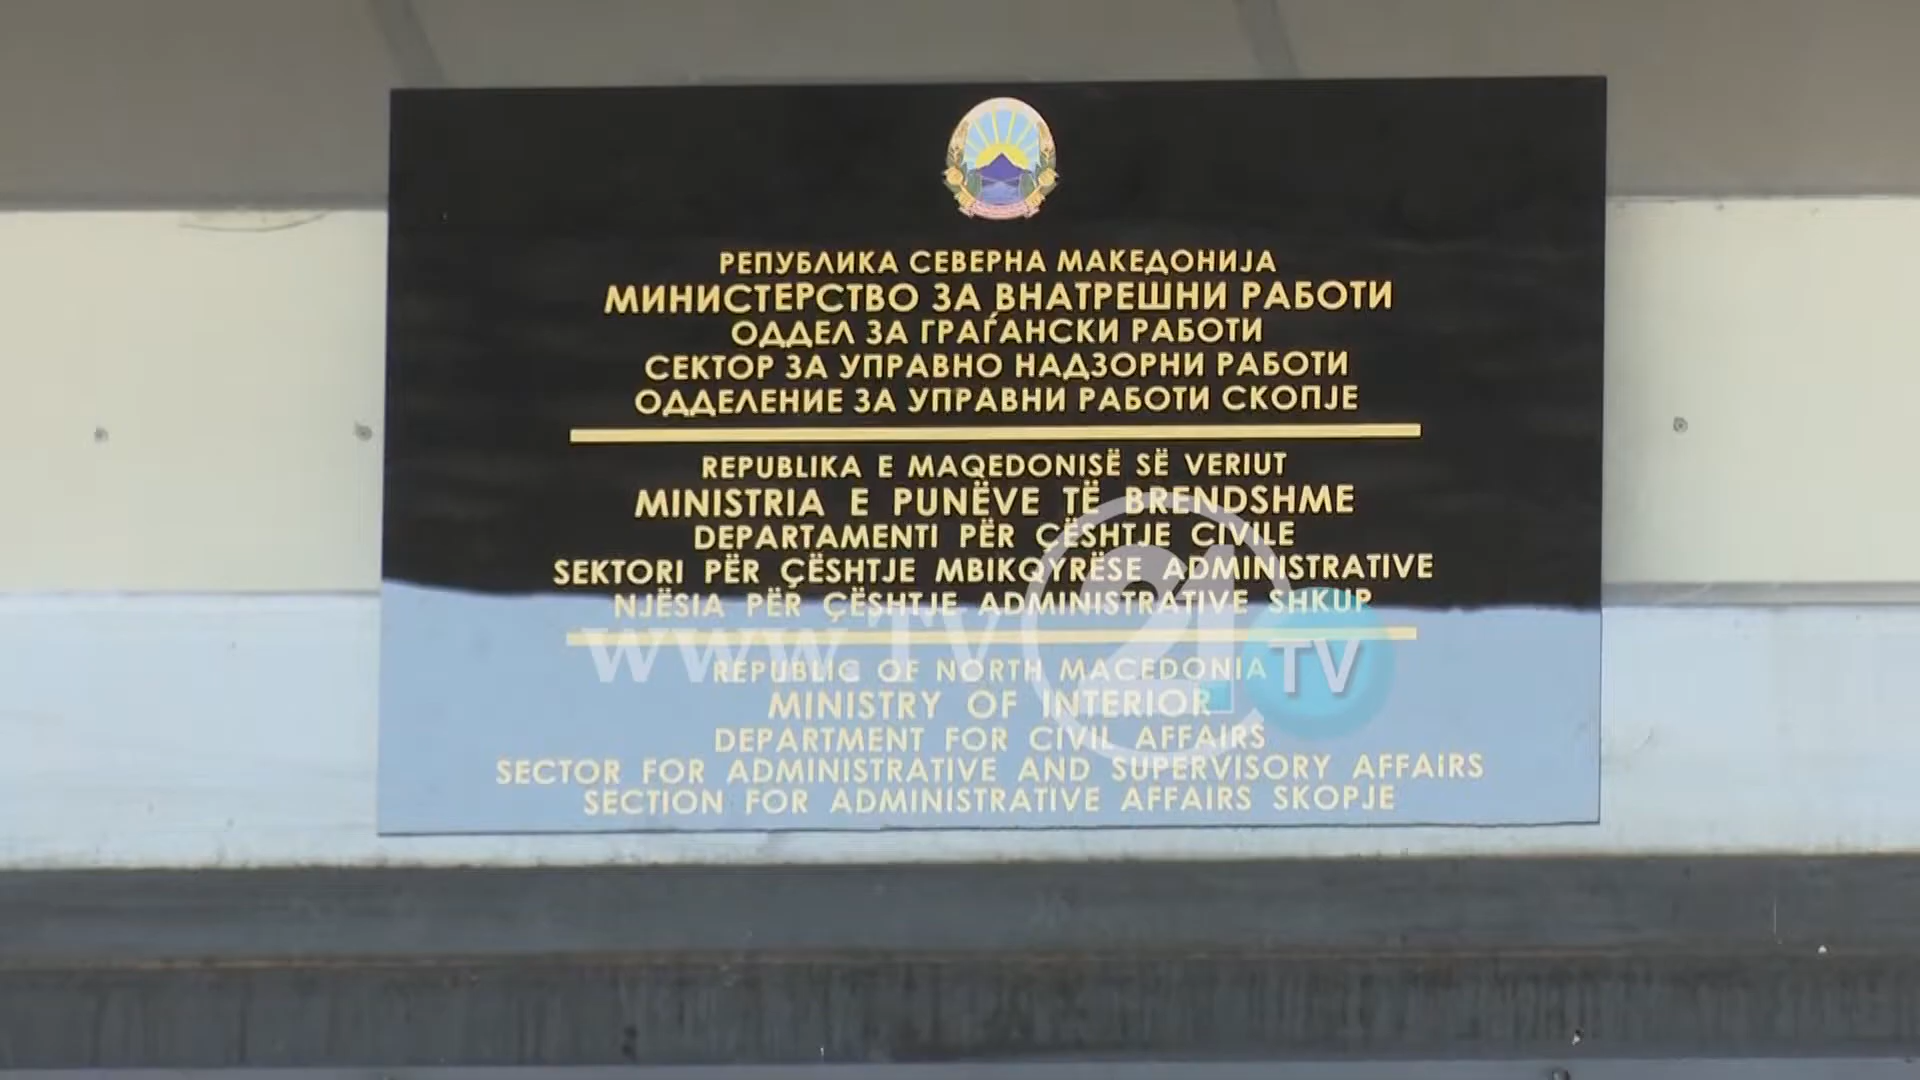 РЕПУБЛИКА СЕВЕРНА МАКЕДОНИЈА
МИНИСТЕРСТВО ЗА ВНАТРЕШНИ РАБОТИ
ОДДЕЛ ЗА ГРАЃАНСКИ РАБОТИ
СЕКТОР ЗА УПРАВНО НАДЗОРНИ РАБОТИ
ОДДЕЛЕНИЕ ЗА УПРАВНИ РАБОТИ СКОПЈЕ
REPUBLIKA E MAQEDONISË SË VERIUT
MINISTRIA E PUNËVE TË BRENDSHME
DEPARTAMENTI PËR ÇËSHTJE CIVILE
SEKTORI PËR ÇËSHTJE MBIKQYRËSE ADMINISTRATIVE
NJËSIA PËR ÇËSHTJE ADMINISTRATIVE SHKUP
www.TV
21
TV
REPUBLIC OF NORTH MACEDONIA
MINISTRY OF INTERIOR
DEPARTMENT FOR CIVIL AFFAIRS
SECTOR FOR ADMINISTRATIVE AND SUPERVISORY AFFAIRS
SECTION FOR ADMINISTRATIVE AFFAIRS SKOPJE